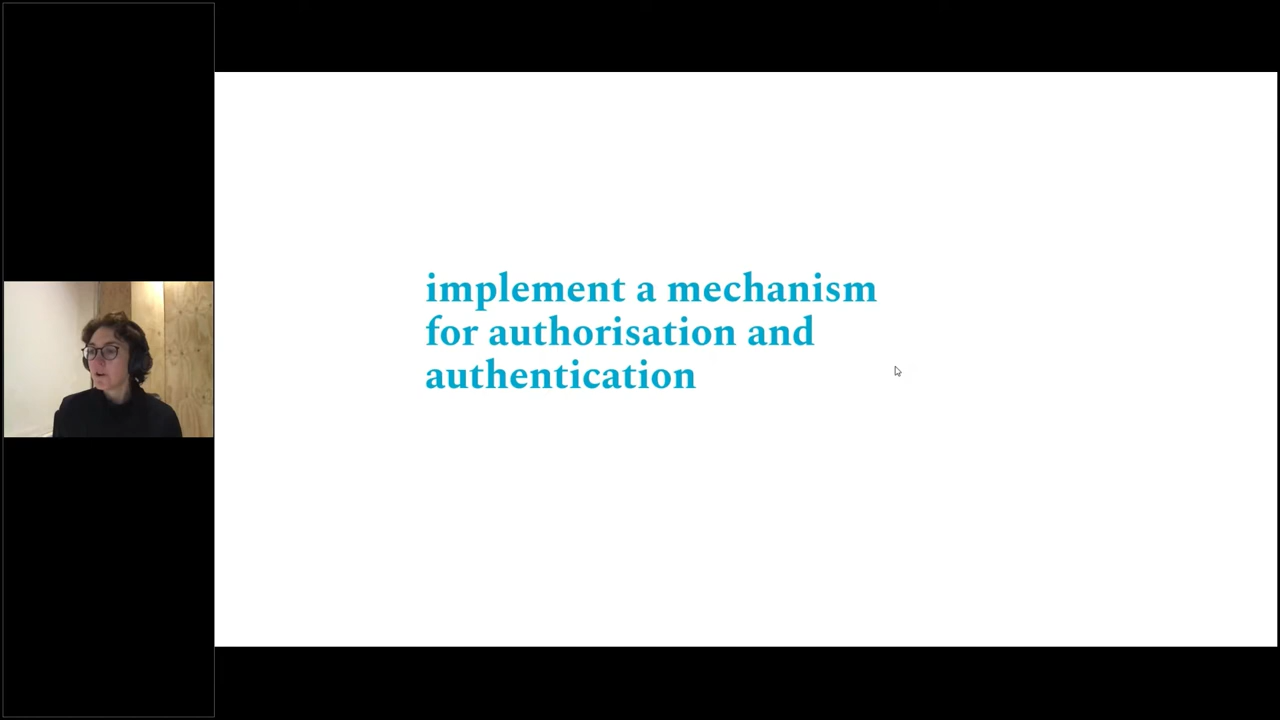 implement a mechanism
for authorisation and
authentication